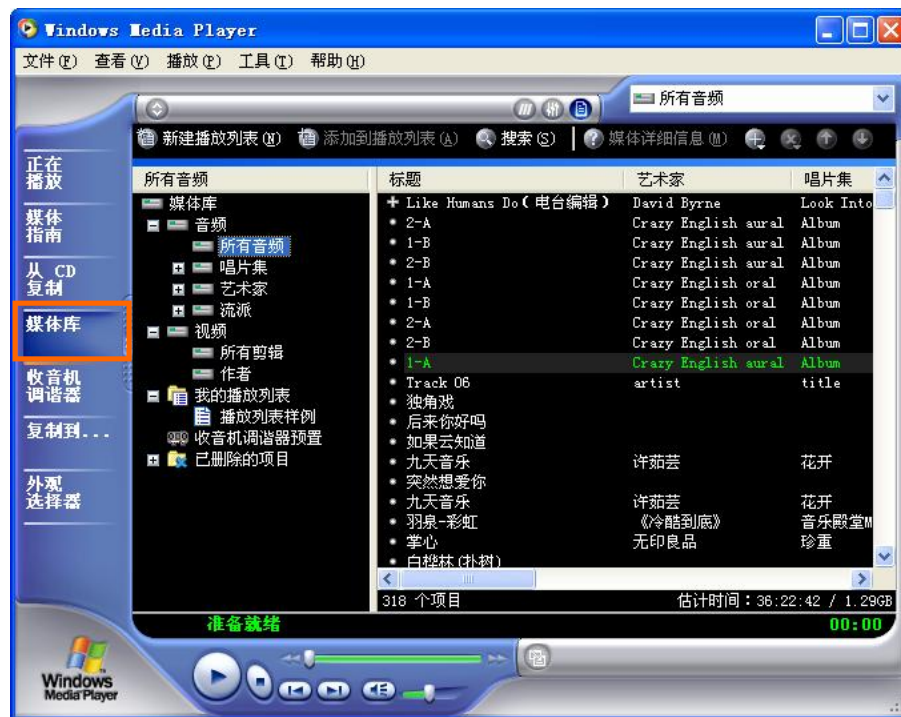 Windows Media Player
文件(F) 查看(V) 播放(P) 工具(T) 帮助(H)
所有音频
新建播放列表(N) 添加到播放列表(A) 搜索(S) 媒体详细信息(M)
正在
播放
媒体
指南
从 CD
复制
媒体库
收音机
调谐器
复制到...
外观
选择器
所有音频
媒体库
音频
所有音频
唱片集
艺术家
流派
视频
所有剪辑
作者
我的播放列表
播放列表样例
收音机调谐器预置
已删除的项目
标题 艺术家 唱片集
Like Humans Do(电台编辑) David Byrne Look Into
2-A Crazy English aural Album
1-B Crazy English aural Album
2-B Crazy English aural Album
1-A Crazy English oral Album
1-B Crazy English oral Album
2-A Crazy English oral Album
2-B Crazy English oral Album
1-A Crazy English aural Album
Track 06 artist title
独角戏
后来你好吗
如果云知道
九天音乐 许茹芸 花开
突然想爱你
九天音乐 许茹芸 花开
羽泉-彩虹 《冷酷到底》 音乐殿堂M
掌心 无印良品 珍重
白桦林(朴树)
318 个项目 估计时间：36:22:42 / 1.29GB
准备就绪 00:00
Windows
Media Player